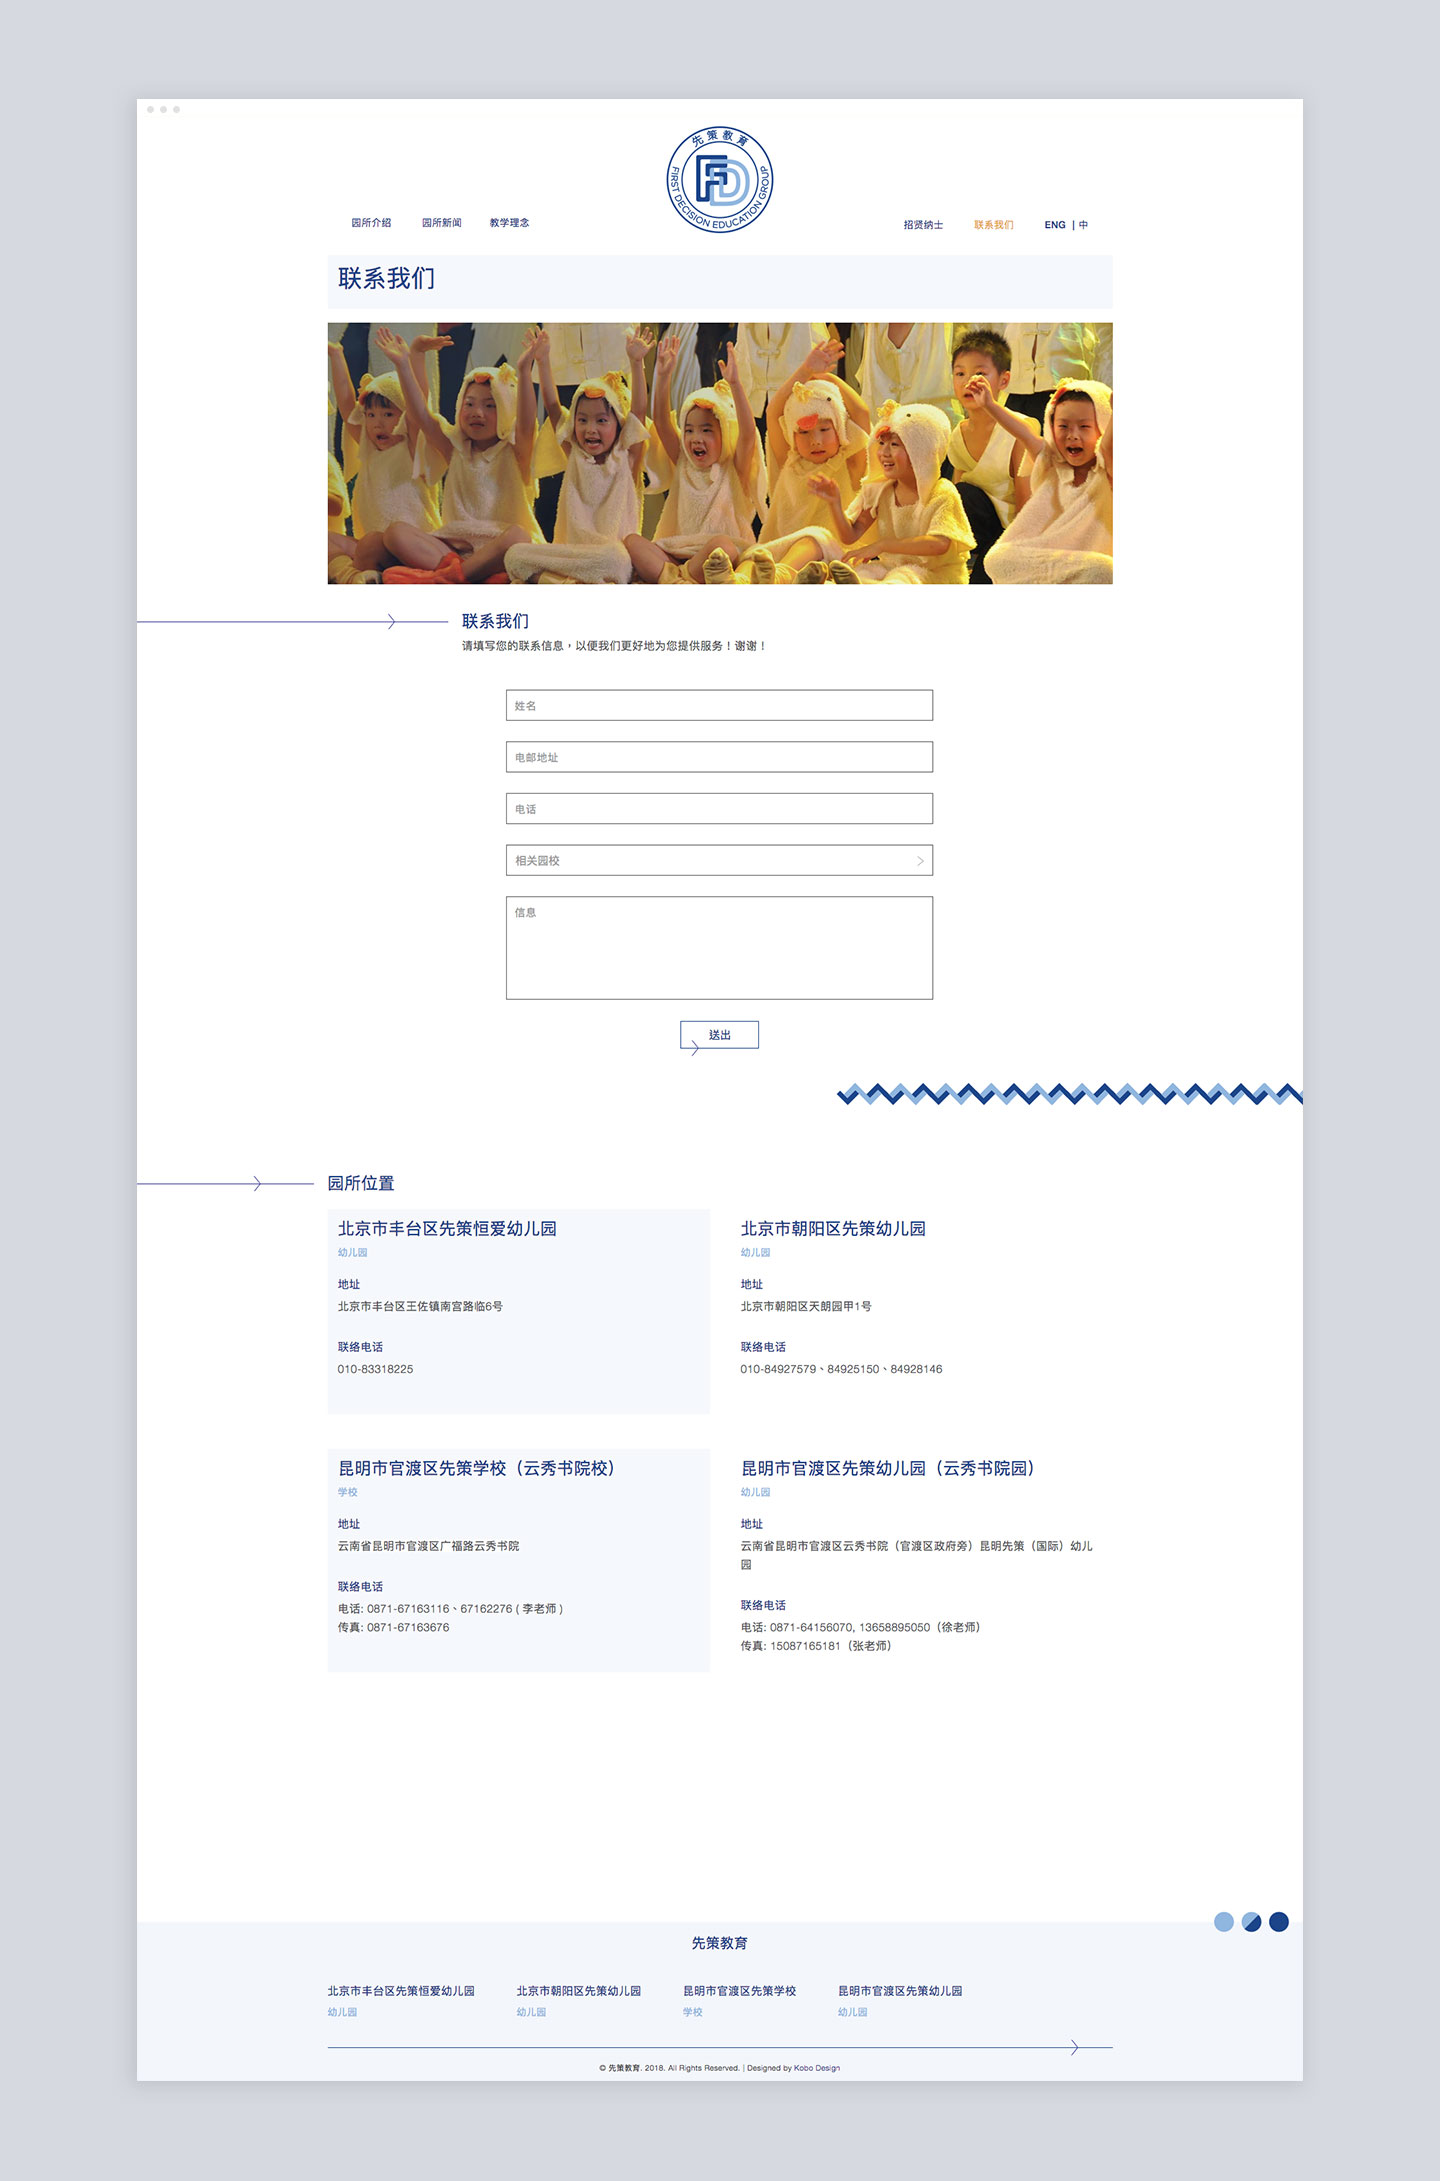 先策教育
FIRST DECISION EDUCATION GROUP
FD
园所介绍 园所新闻 教学理念 招贤纳士 联系我们 ENG | 中
联系我们
联系我们
请填写您的联系信息，以便我们更好地为您提供服务！谢谢！
姓名
电邮地址
电话
相关园校
信息
送出
园所位置
北京市丰台区先策恒爱幼儿园
幼儿园
地址
北京市丰台区王佐镇南宫路临6号
联络电话
010-83318225
北京市朝阳区先策幼儿园
幼儿园
地址
北京市朝阳区天朗园甲1号
联络电话
010-84927579、84925150、84928146
昆明市官渡区先策学校（云秀书院校）
学校
地址
云南省昆明市官渡区广福路云秀书院
联络电话
电话: 0871-67163116、67162276 ( 李老师 )
传真: 0871-67163676
昆明市官渡区先策幼儿园（云秀书院园）
幼儿园
地址
云南省昆明市官渡区云秀书院（官渡区政府旁）昆明先策（国际）幼儿
园
联络电话
电话: 0871-64156070, 13658895050（徐老师）
传真: 15087165181（张老师）
先策教育
北京市丰台区先策恒爱幼儿园 北京市朝阳区先策幼儿园 昆明市官渡区先策学校 昆明市官渡区先策幼儿园
幼儿园 幼儿园 学校 幼儿园
© 先策教育. 2018. All Rights Reserved. | Designed by Kobo Design